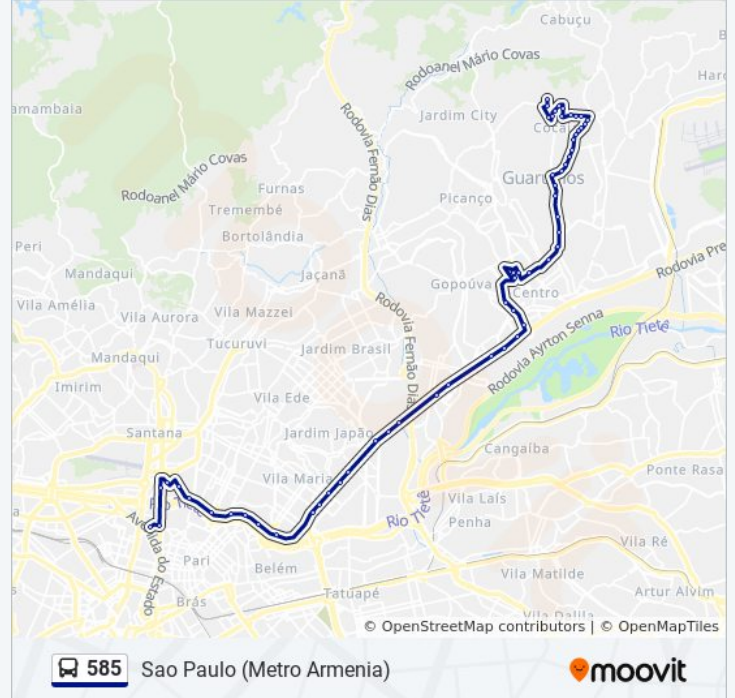 Cabuçu
Rodoanel Mário Covas
amambaia
Jardim City
Rodovia Fernão Dias
Coca
Rodoanel Mário Covas
Furnas
Guarulhos
Tremembé
Picanço
Bortolândia
Peri
Mandaqui
Jaçanã
Rodovia Pre
Gopoúva
Centro
Vila Amélia
Vila Aurora
Vila Mazzei
Rodovia Fernão Dias
Rodovia Ayrton Senna
Rio Tietê
Tucuruvi
Jardim Brasil
Mandaqui
Imirim
Vila Ede
Santana
Jardim Japão
Cangaíba
Vila Maria
Ponte Rasa
Rio Tietê
Vila Laís
Rio Tietê
Penha
Avenida do Estado
Pari
Vila Ré
Belém
Vila Matilde
Brás
Tatuapé
Artur Alvim
Vila Dalila
© OpenStreetMap contributors | © OpenMapTiles
585 Sao Paulo (Metro Armenia)
moovit